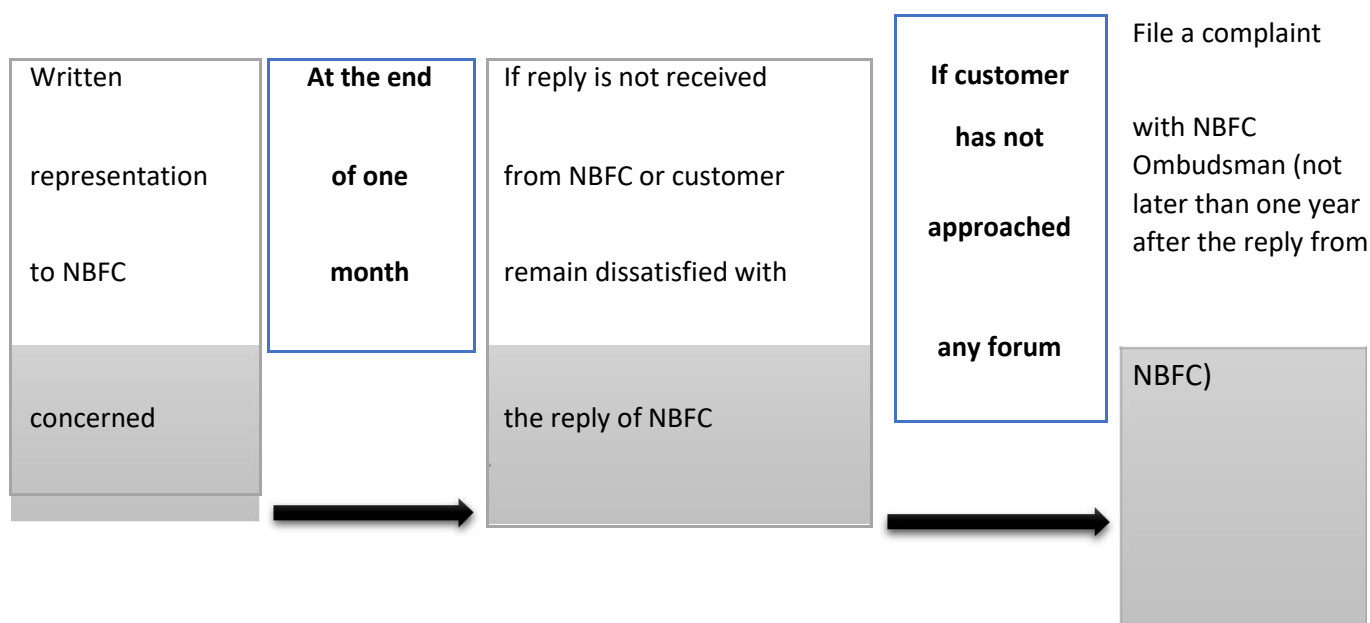 Written
representation
to NBFC
concerned
At the end
of one
month
If reply is not received
from NBFC or customer
remain dissatisfied with
the reply of NBFC
If customer
has not
approached
any forum
File a complaint
with NBFC
Ombudsman (not
later than one year
after the reply from
NBFC)